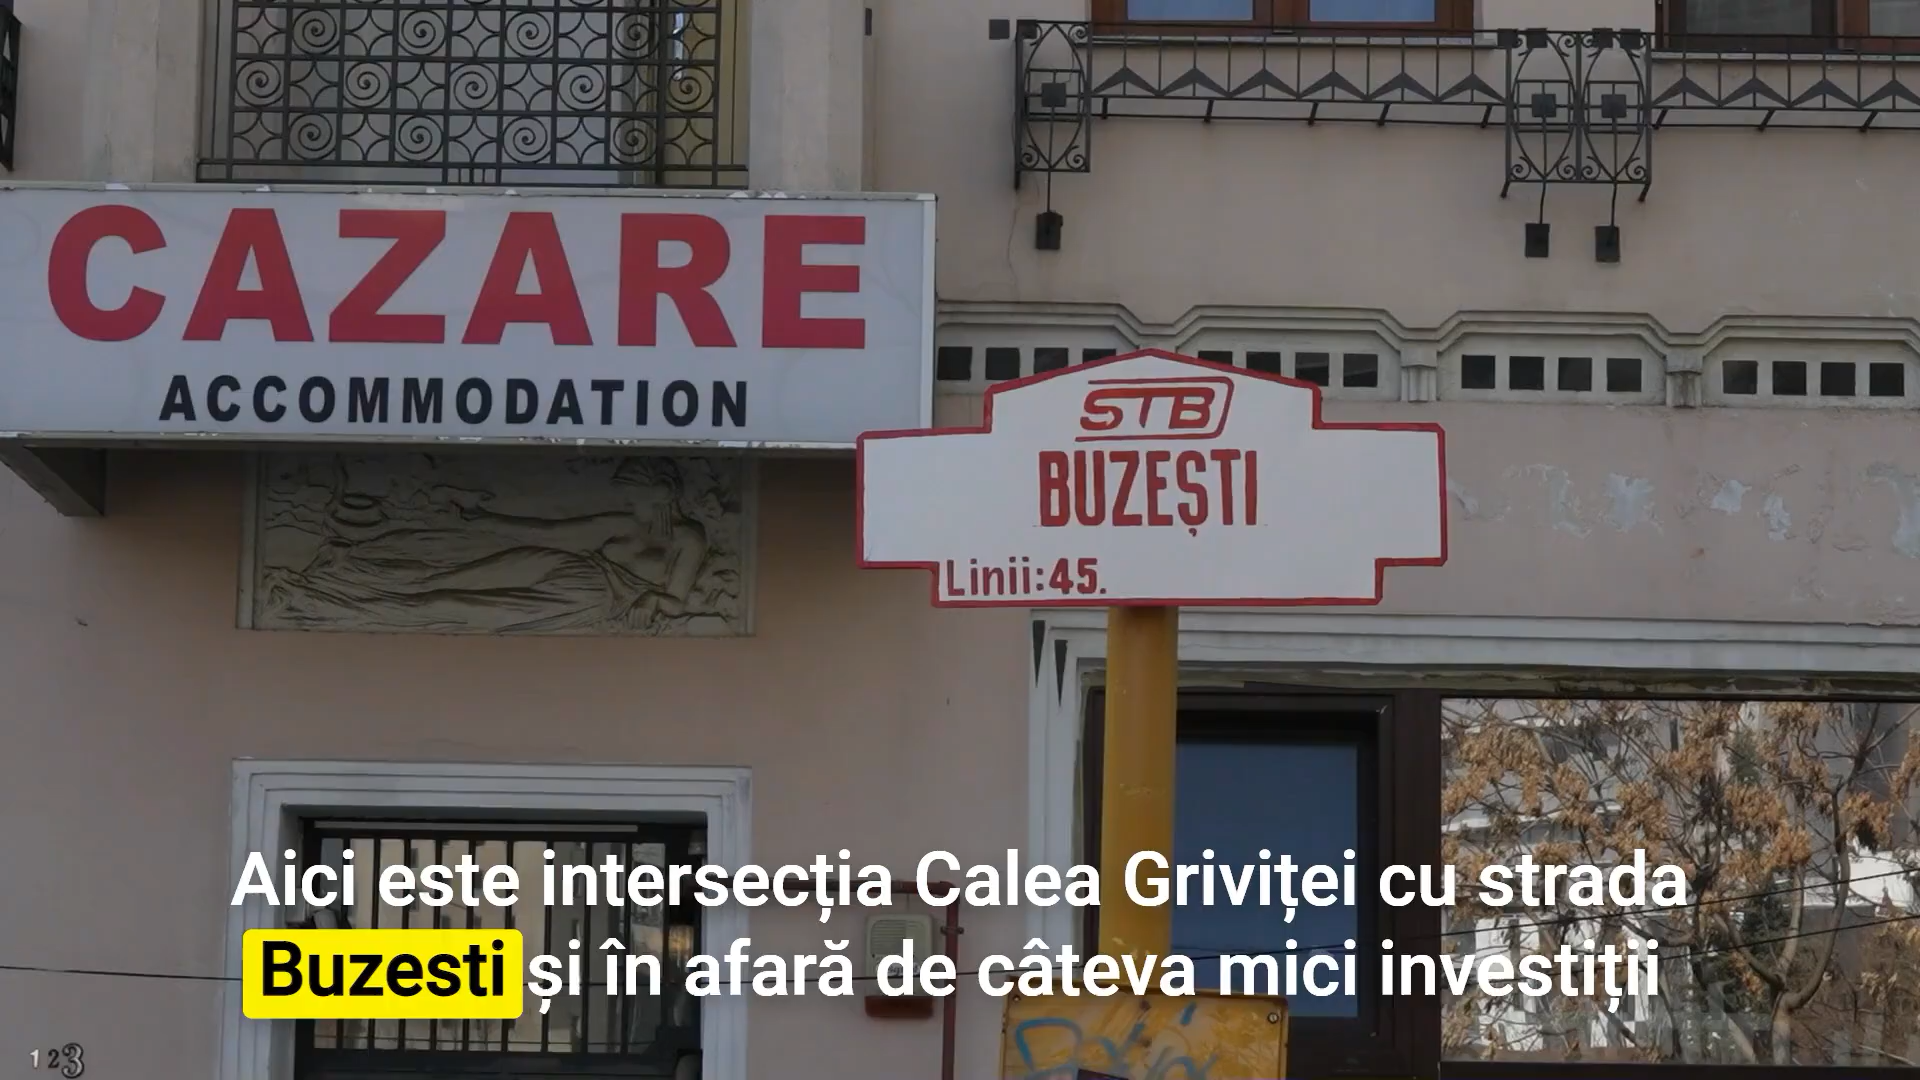 CAZARE
ACCOMMODATION
STB
BUZEȘTI
Linii:45.
Aici este intersecția Calea Griviței cu strada
Buzesti și în afară de câteva mici investiții
123